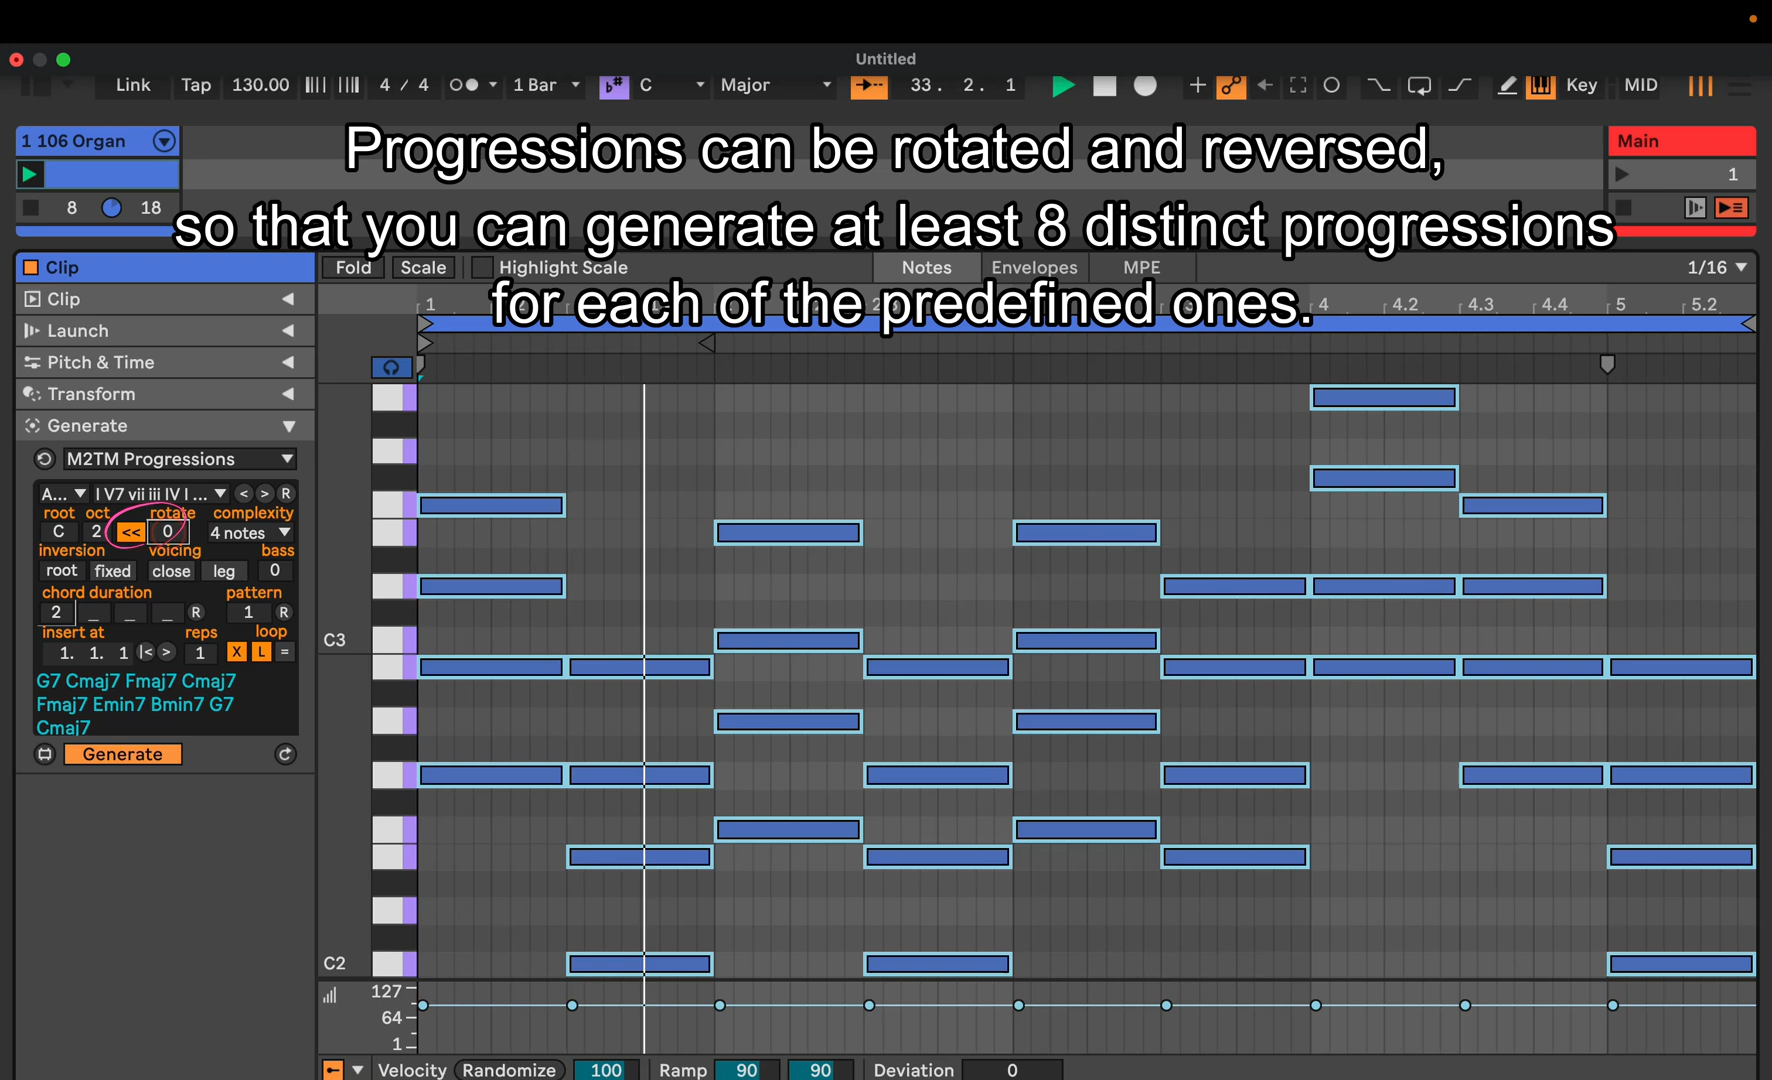 Untitled
Link Tap 130.00 4 / 4 1 Bar C Major 33. 2. 1 Key MID
1 106 Organ
Main
1
8 18
Progressions can be rotated and reversed,
so that you can generate at least 8 distinct progressions
for each of the predefined ones.
Clip
Clip
Launch
Pitch & Time
Transform
Generate
M2TM Progressions
A... I V7 vii iii IV I ... < > R
root oct rotate complexity
C 2 << 0 4 notes
inversion voicing bass
root fixed close leg 0
chord duration pattern
2 _ _ _ R 1 R
insert at reps loop
1. 1. 1 |< > 1 X L =
G7 Cmaj7 Fmaj7 Cmaj7
Fmaj7 Emin7 Bmin7 G7
Cmaj7
Generate
Fold Scale Highlight Scale Notes Envelopes MPE 1/16
1 4 4.2 4.3 4.4 5 5.2
C3
C2
127
64
1
Velocity Randomize 100 Ramp 90 90 Deviation 0